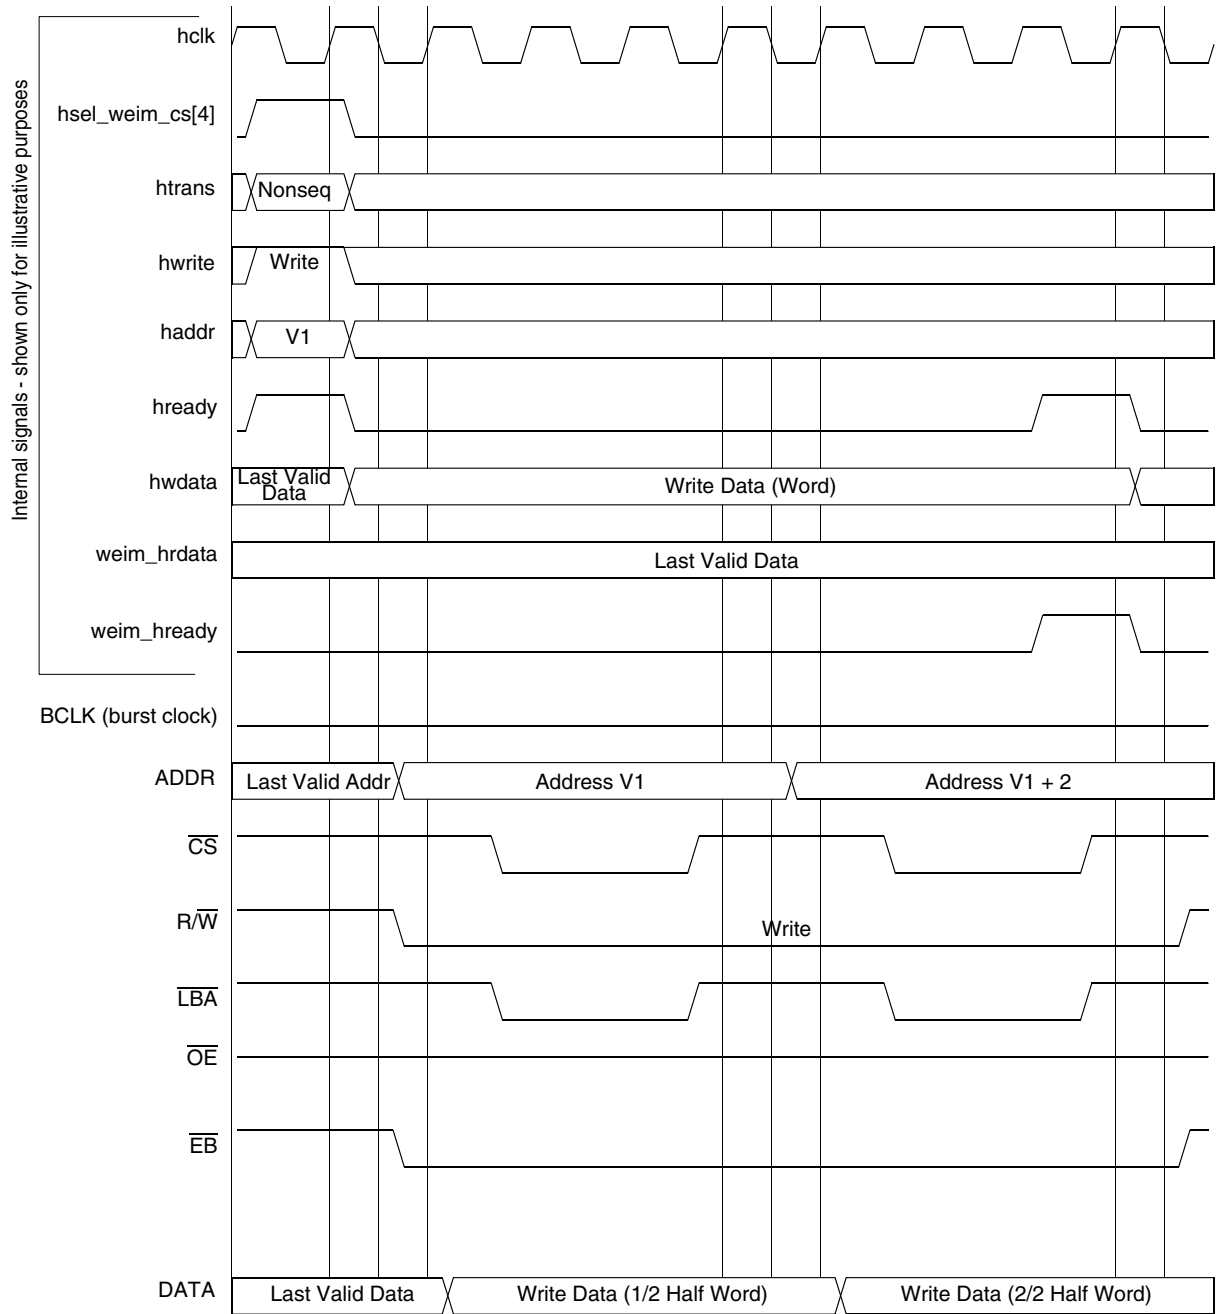 Internal signals - shown only for illustrative purposes
hclk
hsel_weim_cs[4]
htrans
Nonseq
hwrite
Write
haddr
V1
hready
hwdata
Last Valid
Data
Write Data (Word)
weim_hrdata
Last Valid Data
weim_hready
BCLK (burst clock)
ADDR
Last Valid Addr
Address V1
Address V1 + 2
CS
R/W
Write
LBA
OE
EB
DATA
Last Valid Data
Write Data (1/2 Half Word)
Write Data (2/2 Half Word)